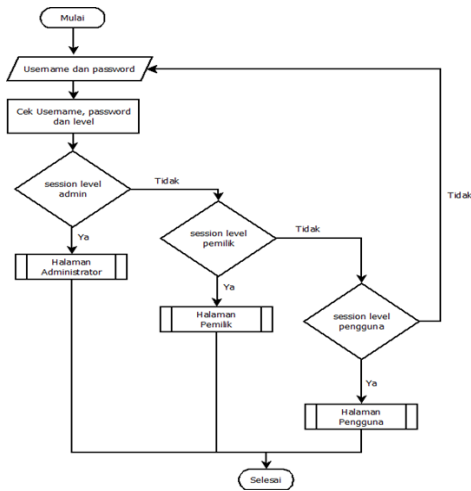 Mulai
Username dan password
Cek Username, password
dan level
session level
admin
Tidak
Ya
Halaman
Administrator
session level
pemilik
Tidak
Ya
Halaman
Pemilik
session level
pengguna
Tidak
Ya
Halaman
Pengguna
Selesai